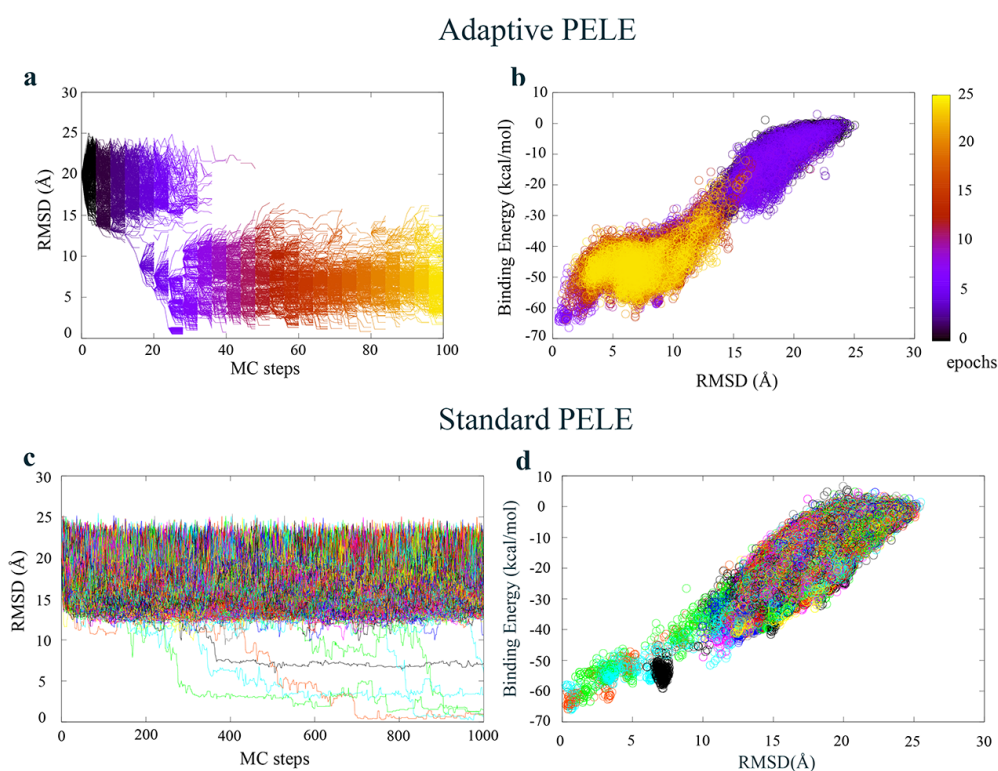 Adaptive PELE
a
30
25
20
15
10
5
0
RMSD (Å)
0 20 40 60 80 100
MC steps
b
10
0
-10
-20
-30
-40
-50
-60
-70
Binding Energy (kcal/mol)
0 5 10 15 20 25 30
RMSD (Å)
25
20
15
10
5
0
epochs
Standard PELE
c
30
25
20
15
10
5
0
RMSD (Å)
0 200 400 600 800 1000
MC steps
d
10
0
-10
-20
-30
-40
-50
-60
-70
Binding Energy (kcal/mol)
0 5 10 15 20 25 30
RMSD(Å)